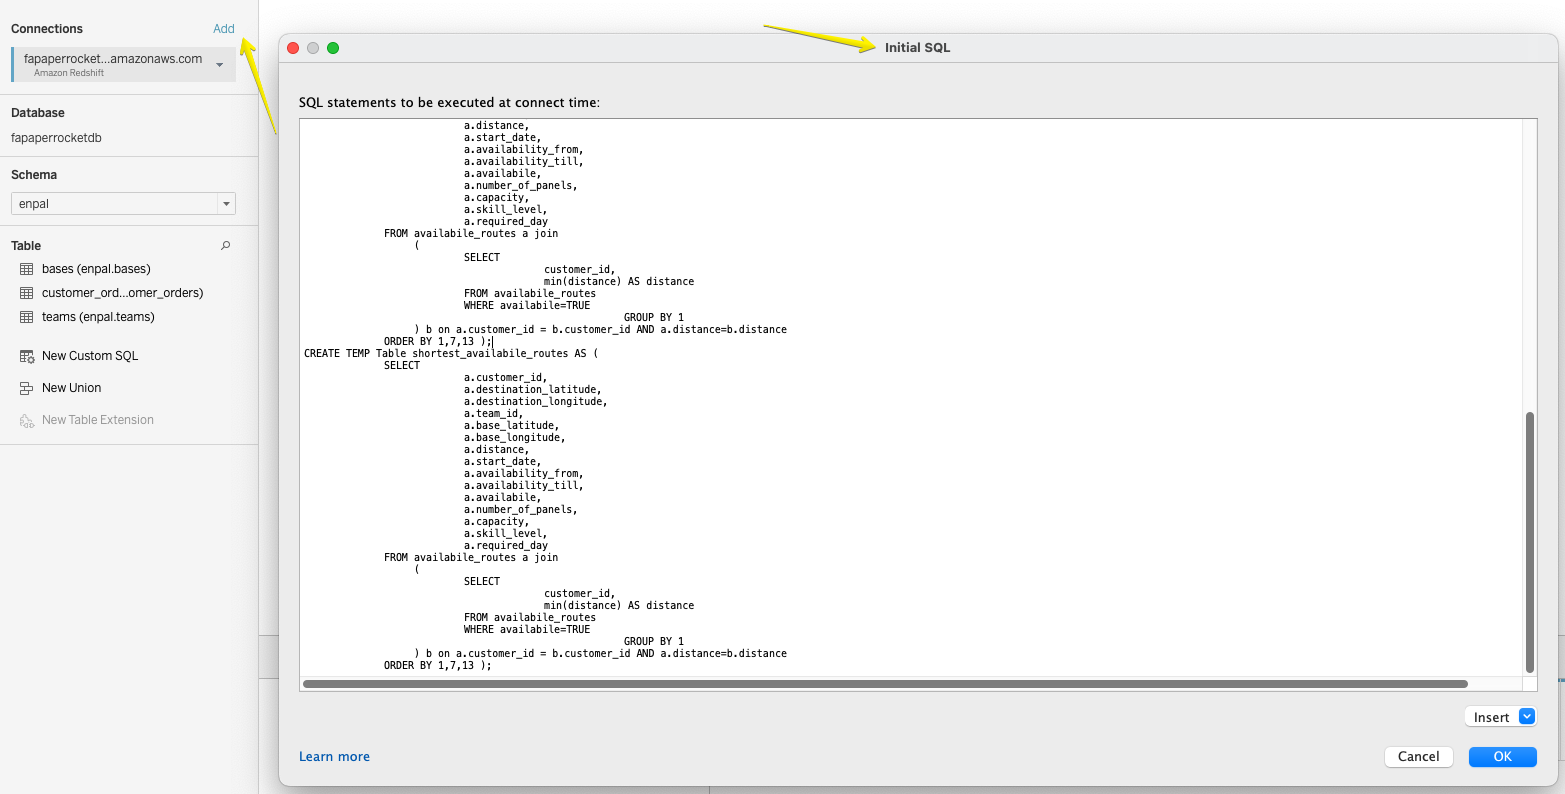 Connections
Add
fapaperrocket...amazonaws.com
Amazon Redshift
Database
fapaperrocketdb
Schema
enpal
Table
bases (enpal.bases)
customer_ord...omer_orders)
teams (enpal.teams)
New Custom SQL
New Union
New Table Extension
Initial SQL
SQL statements to be executed at connect time:
a.distance,
a.start_date,
a.availability_from,
a.availability_till,
a.availabile,
a.number_of_panels,
a.capacity,
a.skill_level,
a.required_day
FROM availabile_routes a join
(
SELECT
customer_id,
min(distance) AS distance
FROM availabile_routes
WHERE availabile=TRUE
GROUP BY 1
) b on a.customer_id = b.customer_id AND a.distance=b.distance
ORDER BY 1,7,13 );
CREATE TEMP Table shortest_availabile_routes AS (
SELECT
a.customer_id,
a.destination_latitude,
a.destination_longitude,
a.team_id,
a.base_latitude,
a.base_longitude,
a.distance,
a.start_date,
a.availability_from,
a.availability_till,
a.availabile,
a.number_of_panels,
a.capacity,
a.skill_level,
a.required_day
FROM availabile_routes a join
(
SELECT
customer_id,
min(distance) AS distance
FROM availabile_routes
WHERE availabile=TRUE
GROUP BY 1
) b on a.customer_id = b.customer_id AND a.distance=b.distance
ORDER BY 1,7,13 );
Insert
Learn more
Cancel
OK